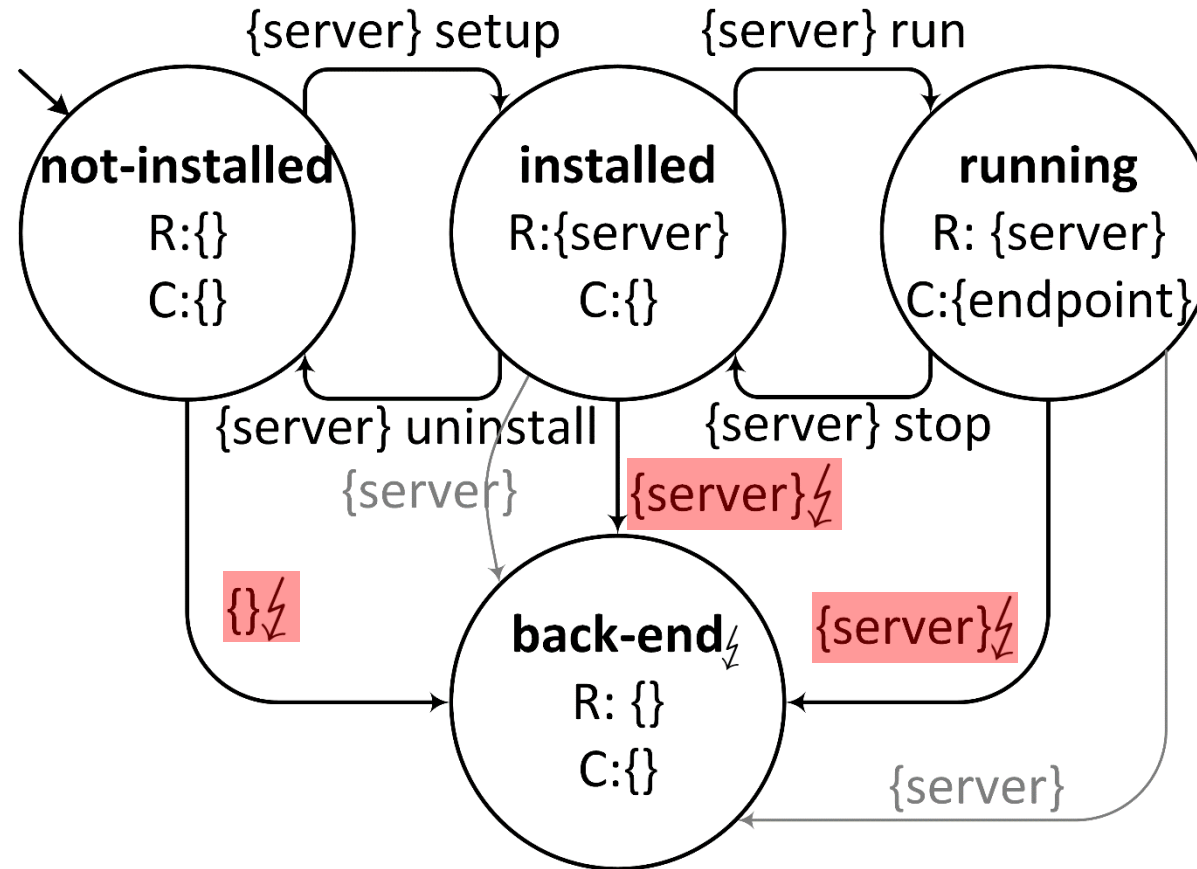 {server} setup
{server} run
not-installed
R:{}
C:{}
installed
R:{server}
C:{}
running
R: {server}
C:{endpoint}
{server} uninstall
{server} stop
{server}
{server}
{}
{server}
back-end
R: {}
C:{}
{server}